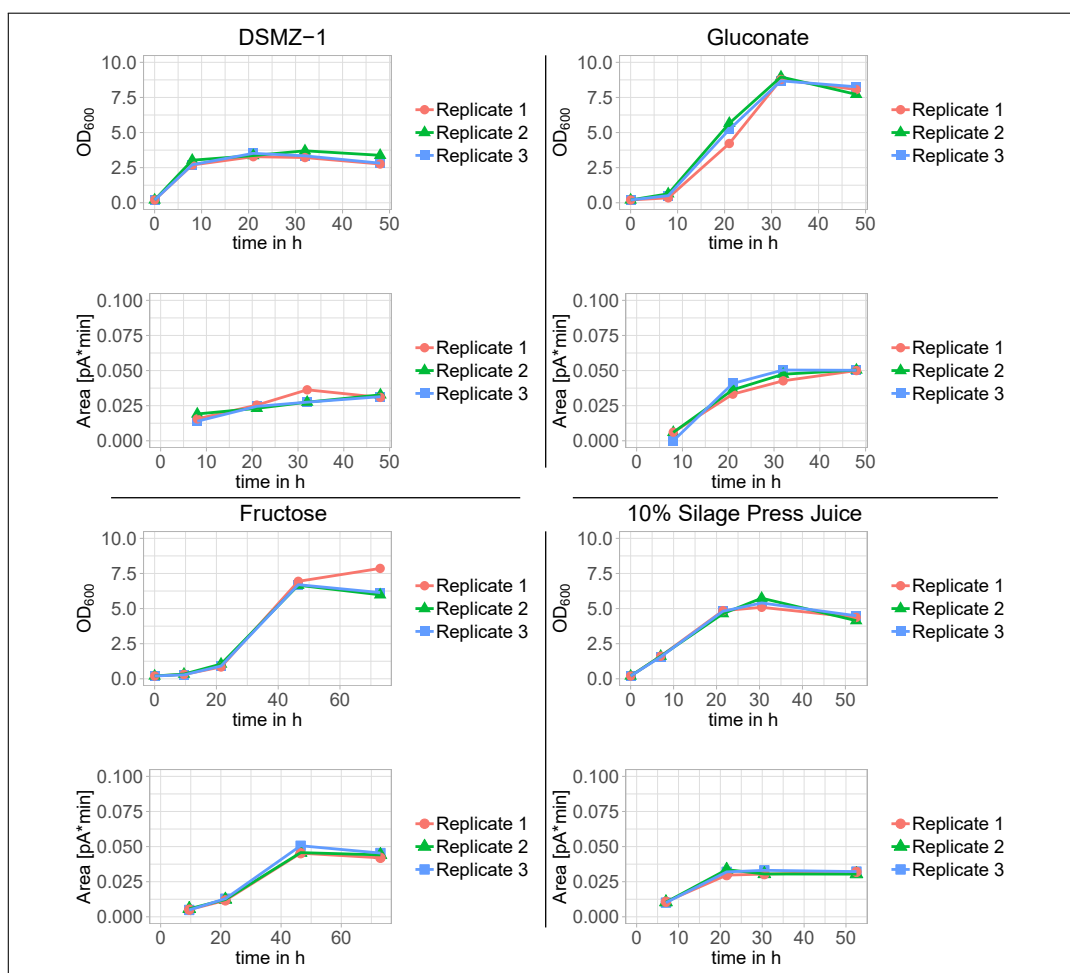 DSMZ−1
10.0
7.5
5.0
2.5
0.0
OD600
0 10 20 30 40 50
time in h
Replicate 1
Replicate 2
Replicate 3
0.100
0.075
0.050
0.025
0.000
Area [pA*min]
0 10 20 30 40 50
time in h
Replicate 1
Replicate 2
Replicate 3
Gluconate
10.0
7.5
5.0
2.5
0.0
OD600
0 10 20 30 40 50
time in h
Replicate 1
Replicate 2
Replicate 3
0.100
0.075
0.050
0.025
0.000
Area [pA*min]
0 10 20 30 40 50
time in h
Replicate 1
Replicate 2
Replicate 3
Fructose
10.0
7.5
5.0
2.5
0.0
OD600
0 20 40 60
time in h
Replicate 1
Replicate 2
Replicate 3
0.100
0.075
0.050
0.025
0.000
Area [pA*min]
0 20 40 60
time in h
Replicate 1
Replicate 2
Replicate 3
10% Silage Press Juice
10.0
7.5
5.0
2.5
0.0
OD600
0 10 20 30 40 50
time in h
Replicate 1
Replicate 2
Replicate 3
0.100
0.075
0.050
0.025
0.000
Area [pA*min]
0 10 20 30 40 50
time in h
Replicate 1
Replicate 2
Replicate 3